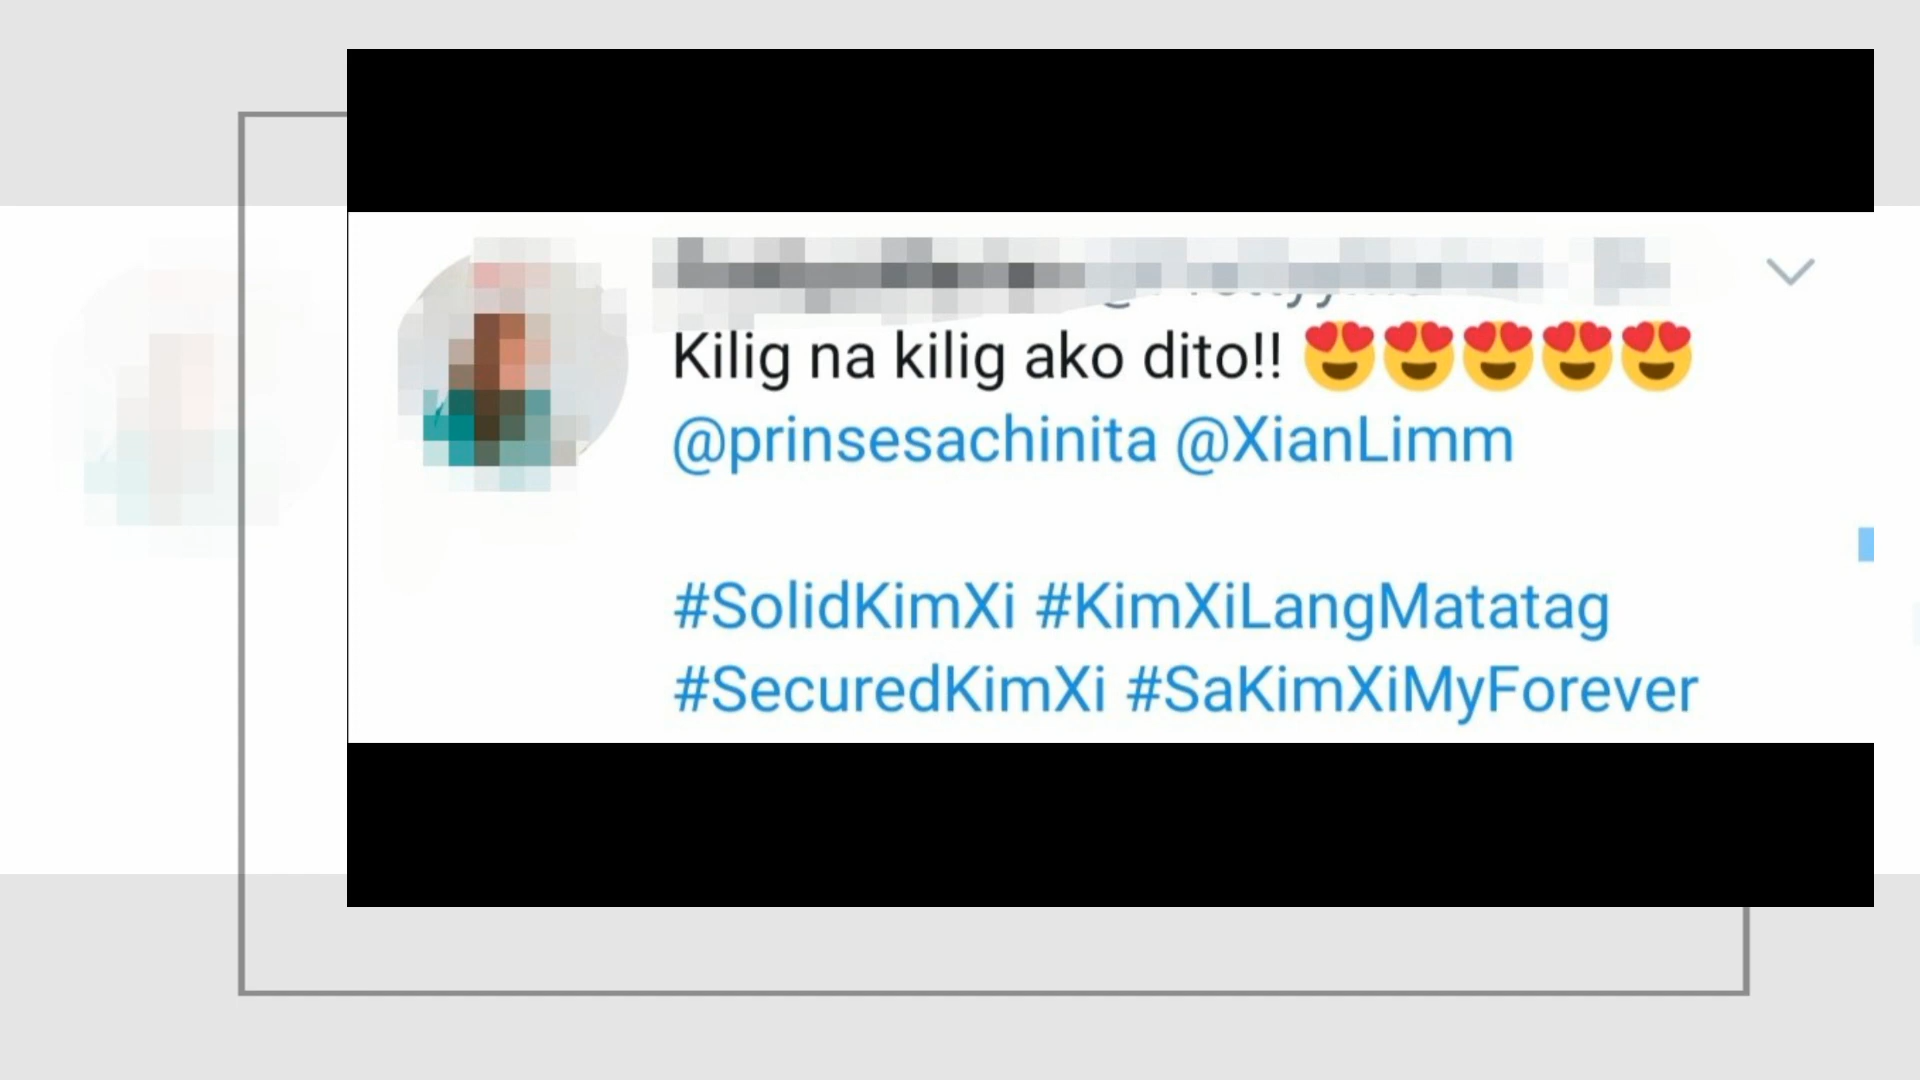 Kilig na kilig ako dito!! 😍😍😍😍😍
@prinsesachinita @XianLimm
#SolidKimXi #KimXiLangMatatag
#SecuredKimXi #SaKimXiMyForever